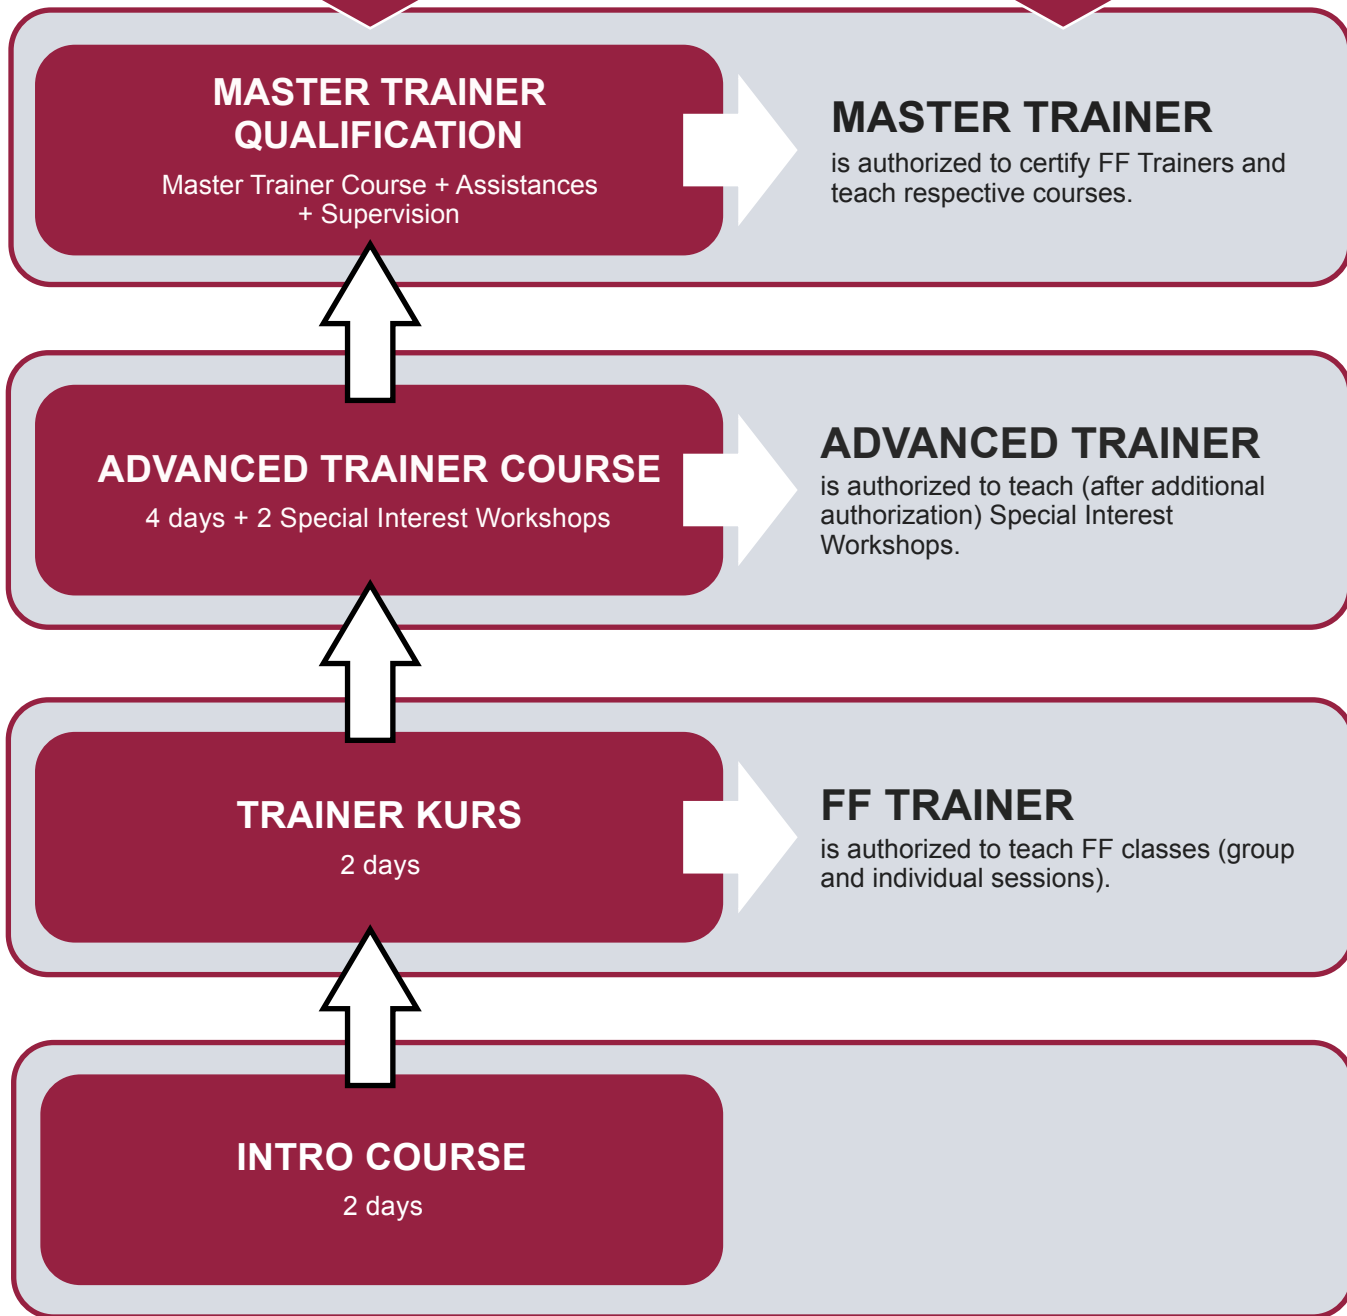 MASTER TRAINER
QUALIFICATION
Master Trainer Course + Assistances
+ Supervision
MASTER TRAINER
is authorized to certify FF Trainers and
teach respective courses.
ADVANCED TRAINER COURSE
4 days + 2 Special Interest Workshops
ADVANCED TRAINER
is authorized to teach (after additional
authorization) Special Interest
Workshops.
TRAINER KURS
2 days
FF TRAINER
is authorized to teach FF classes (group
and individual sessions).
INTRO COURSE
2 days